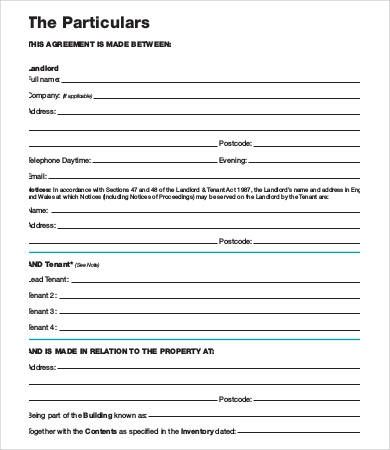 The Particulars
THIS AGREEMENT IS MADE BETWEEN:
Landlord
Full name:
Company: (if applicable)
Address:
Postcode:
Telephone Daytime: Evening:
Email:
Notices: In accordance with Sections 47 and 48 of the Landlord & Tenant Act 1987, the Landlord's name and address in Eng
and Wales at which Notices (including Notices of Proceedings) may be served on the Landlord by the Tenant are:
Name:
Address:
Postcode:
AND Tenant* (See Note)
Lead Tenant:
Tenant 2:
Tenant 3:
Tenant 4:
AND IS MADE IN RELATION TO THE PROPERTY AT:
Address:
Postcode:
Being part of the Building known as:
Together with the Contents as specified in the Inventory dated: